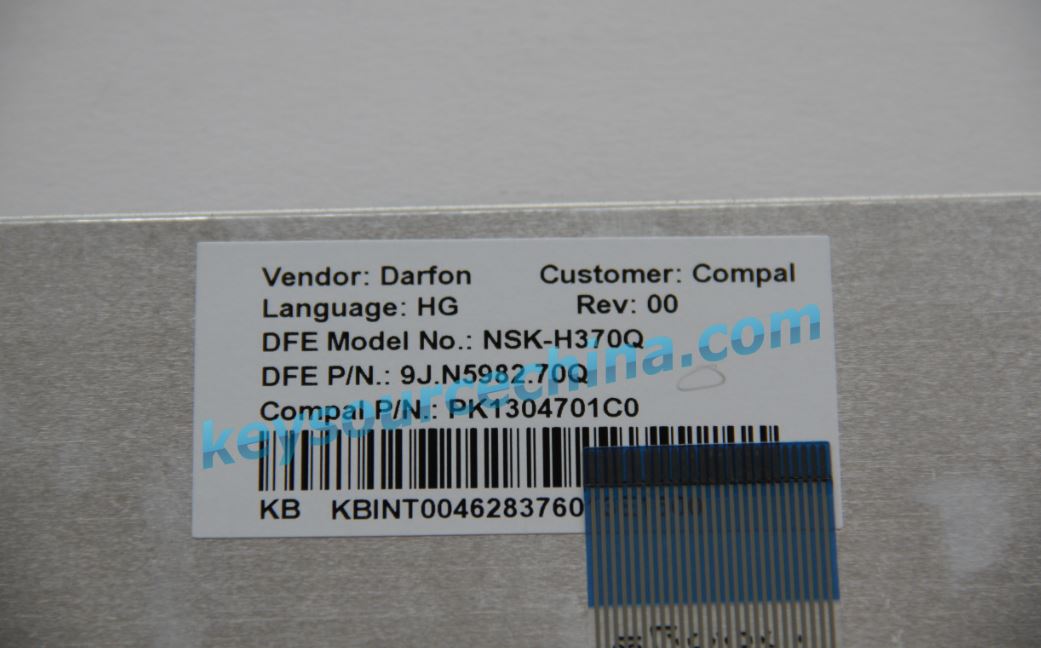 Vendor: Darfon Customer: Compal
Language: HG Rev: 00
DFE Model No.: NSK-H370Q
DFE P/N.: 9J.N5982.70Q
Compal P/N.: PK1304701C0
keysourcechina.com
KB